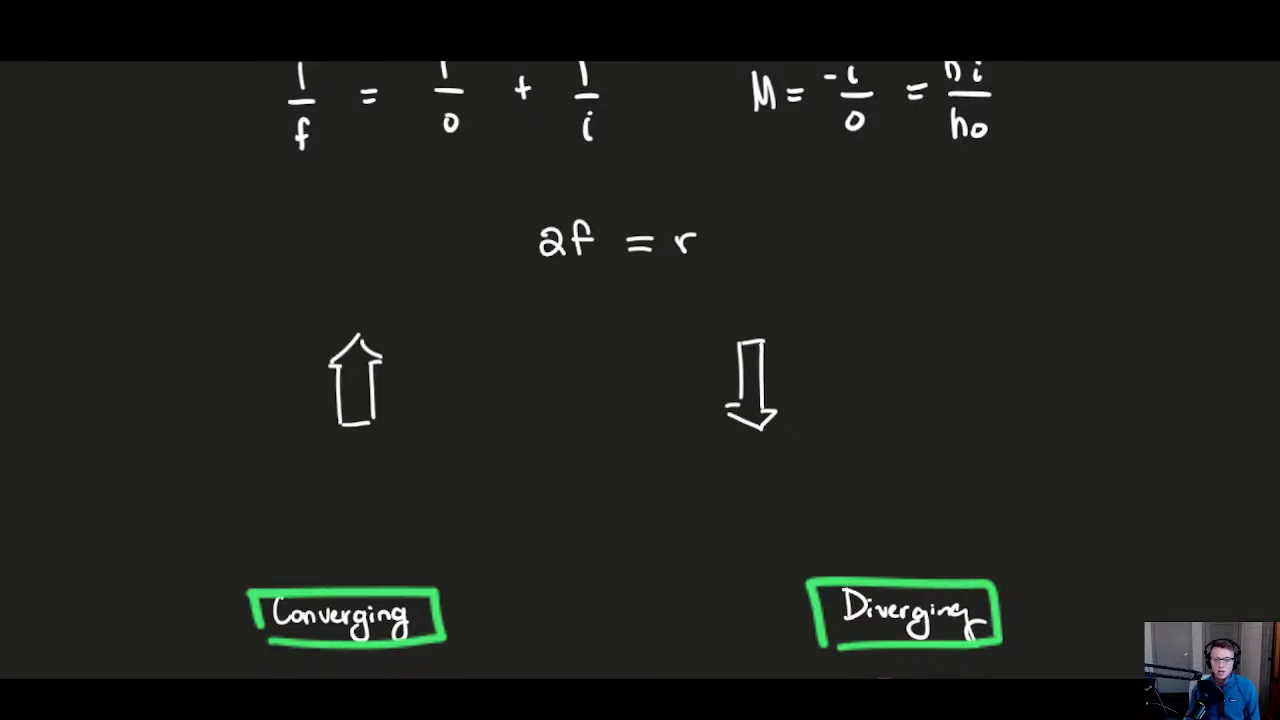 1/f = 1/o + 1/i
M = -i/o = hi/ho
2f = r
Converging
Diverging